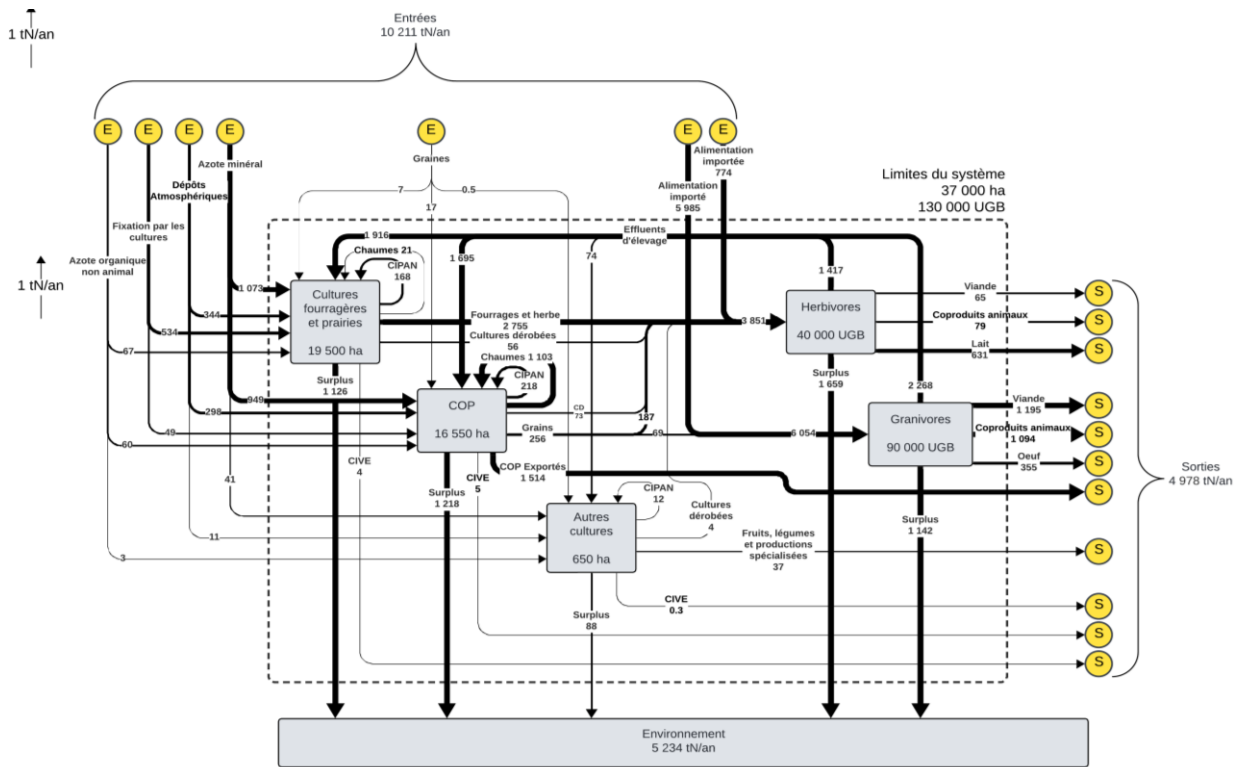 Entrées
10 211 tN/an
1 tN/an
E
E
E
E
E
E
E
Azote minéral
Graines
Alimentation
importée
774
Dépôts
Atmosphériques
7
0.5
Alimentation
importé
5 985
Limites du système
37 000 ha
130 000 UGB
17
Fixation par les
cultures
1 916
Effluents
d'élevage
Azote organique
non animal
Chaumes 21
1 695
74
CIPAN
168
1 417
1 tN/an
1 073
Cultures
fourragères
et prairies
19 500 ha
Herbivores
40 000 UGB
Viande
65
344
Fourrages et herbe
2 755
3 851
Coproduits animaux
79
534
Cultures dérobées
56
Lait
631
67
Chaumes 1 103
CIPAN
218
Surplus
1 126
Surplus
1 659
2 268
949
COP
16 550 ha
Granivores
90 000 UGB
Viande
1 195
298
CD
73
187
49
Grains
256
69
6 054
Coproduits animaux
1 094
60
Oeuf
355
CIVE
4
COP Exportés
1 514
CIVE
5
41
Surplus
1 218
CIPAN
12
Cultures
dérobées
4
Sorties
4 978 tN/an
Autres
cultures
650 ha
Surplus
1 142
11
Fruits, légumes
et productions
spécialisées
37
3
CIVE
0.3
Surplus
88
S
S
S
S
S
S
S
S
S
S
S
Environnement
5 234 tN/an